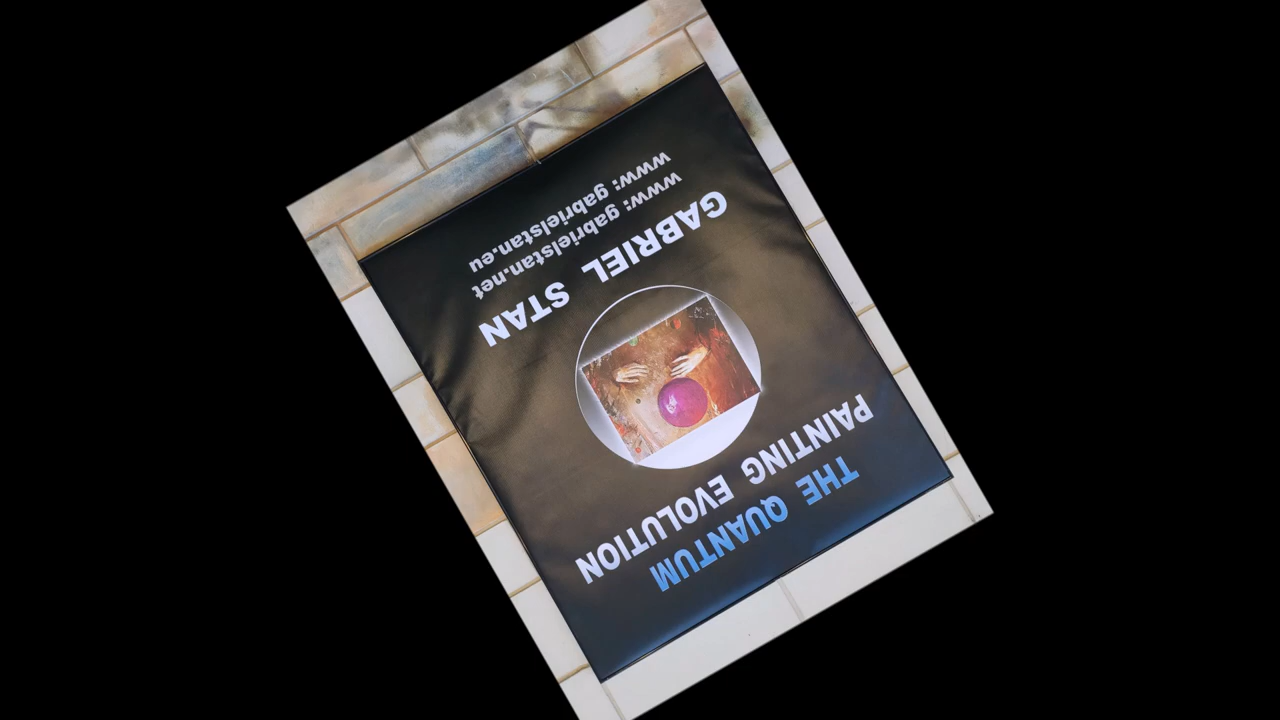 THE QUANTUM
PAINTING EVOLUTION
GABRIEL STAN
www: gabrielstan.net
www: gabrielstan.eu